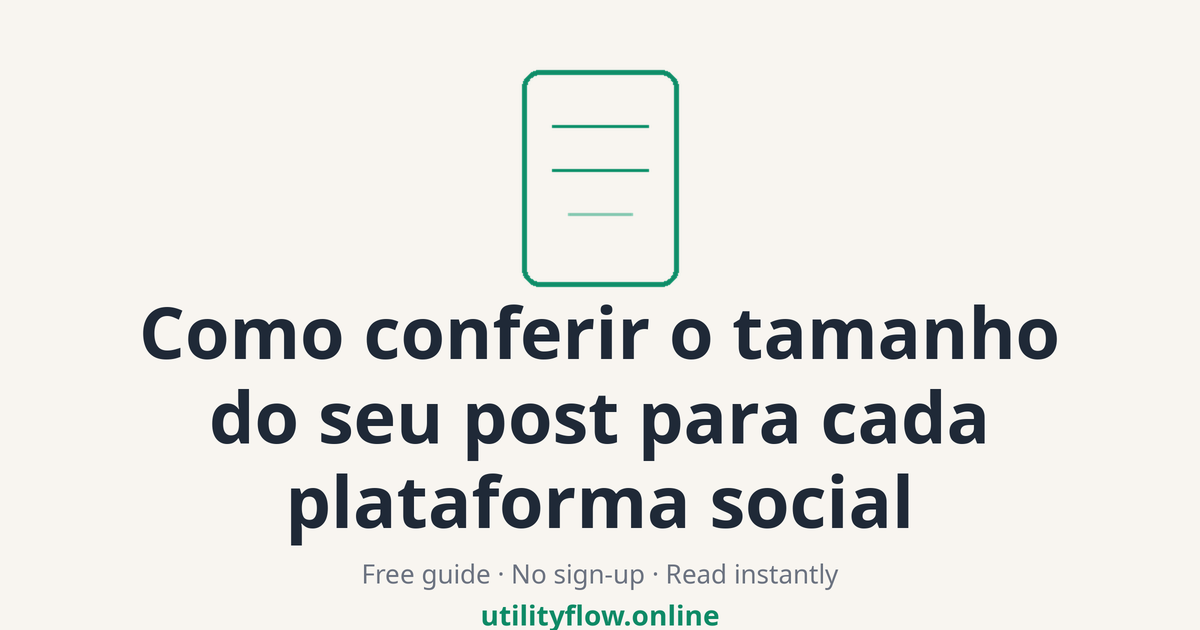 Como conferir o tamanho
do seu post para cada
plataforma social
Free guide · No sign-up · Read instantly
utilityflow.online